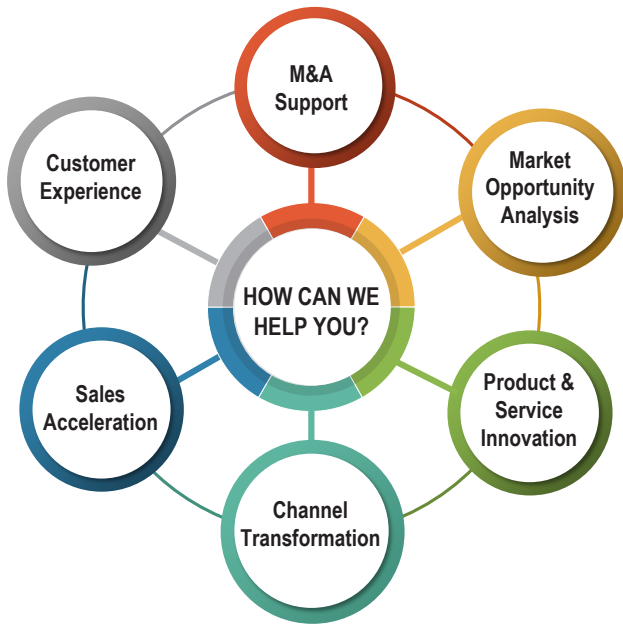 M&A
Support
Market
Opportunity
Analysis
Product &
Service
Innovation
Channel
Transformation
Sales
Acceleration
Customer
Experience
HOW CAN WE
HELP YOU?